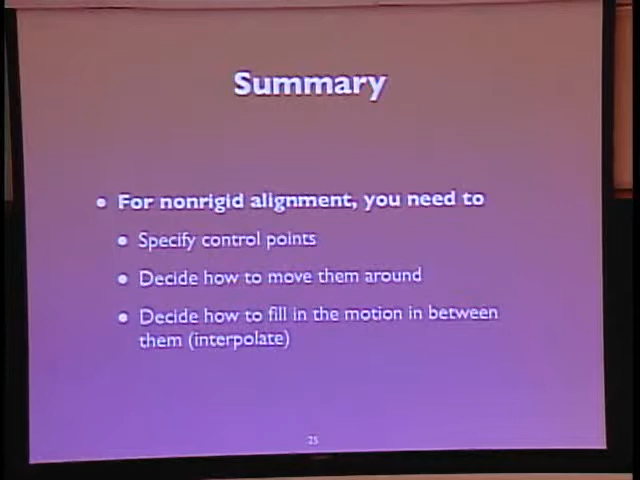 Summary
• For nonrigid alignment, you need to
• Specify control points
• Decide how to move them around
• Decide how to fill in the motion in between
them (interpolate)
25